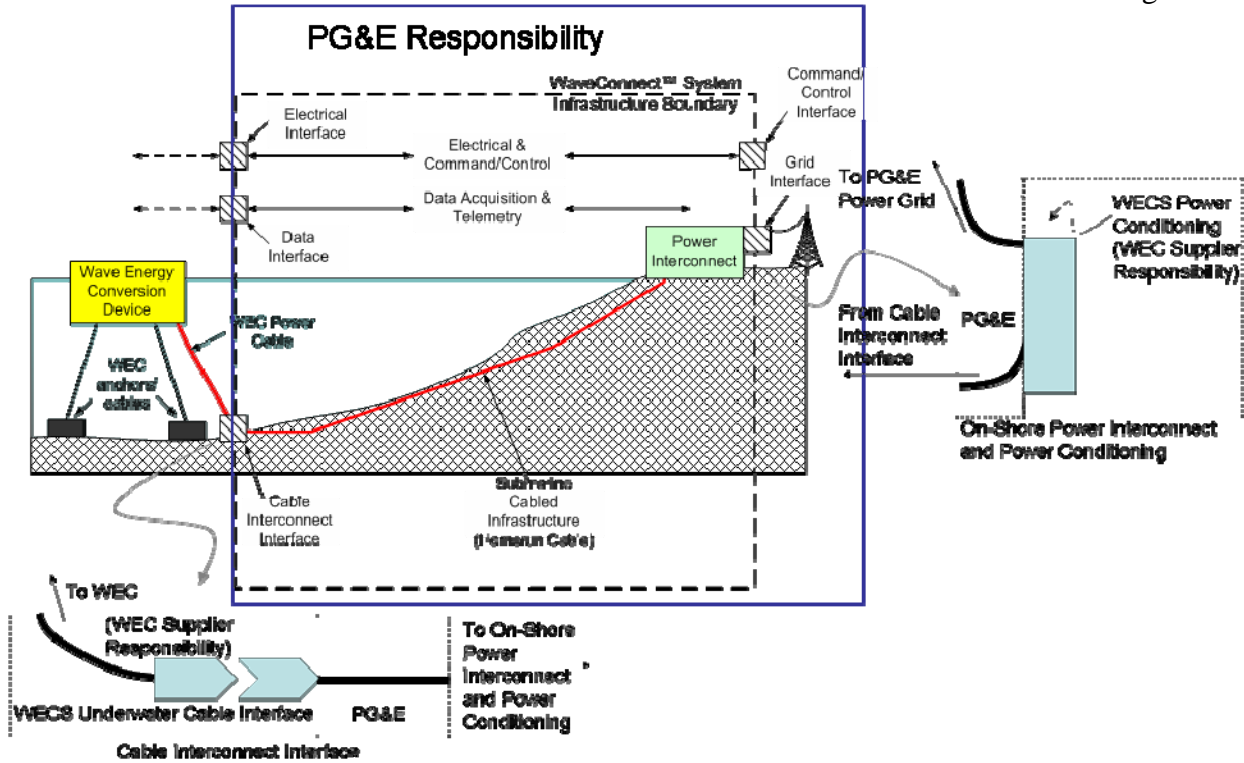 PG&E Responsibility
WaveConnect™ System
Infrastructure Boundary
Command/
Control
Interface
Electrical
Interface
Electrical &
Command/Control
Grid
Interface
Data Acquisition &
Telemetry
Data
Interface
To PG&E
Power Grid
WECS Power
Conditioning
(WEC Supplier
Responsibility)
Power
Interconnect
Wave Energy
Conversion
Device
WEC Power
Cable
From Cable
Interconnect
Interface
PG&E
WEC
anchors/
cables
On-Shore Power Interconnect
and Power Conditioning
Cable
Interconnect
Interface
Submarine
Cabled
Infrastructure
(Homerun Cable)
To WEC
(WEC Supplier
Responsibility)
To On-Shore
Power
Interconnect
and Power
Conditioning
WECS Underwater Cable Interface
PG&E
Cable Interconnect Interface